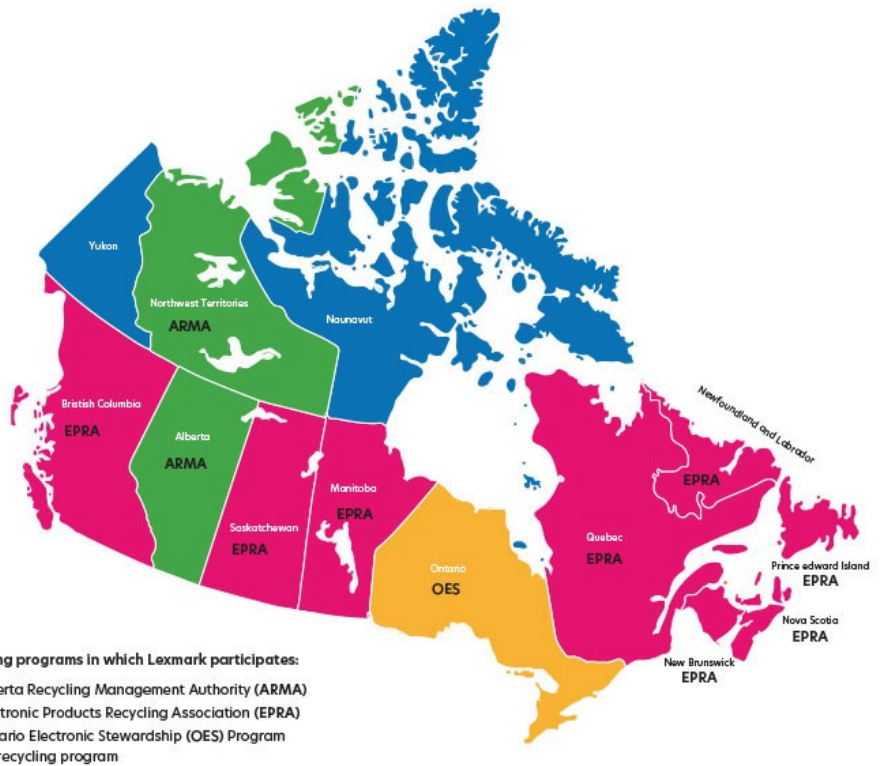 Yukon
Northwest Territories
ARMA
Naunavut
Bristish Columbia
EPRA
Alberta
ARMA
Saskatchewan
EPRA
Manitoba
EPRA
Ontario
OES
Quebec
EPRA
Newfoundland and Labrador
EPRA
Prince edward Island
EPRA
Nova Scotia
EPRA
New Brunswick
EPRA
programs in which Lexmark participates:
Recycling Management Authority (ARMA)
Products Recycling Association (EPRA)
Electronic Stewardship (OES) Program
recycling program